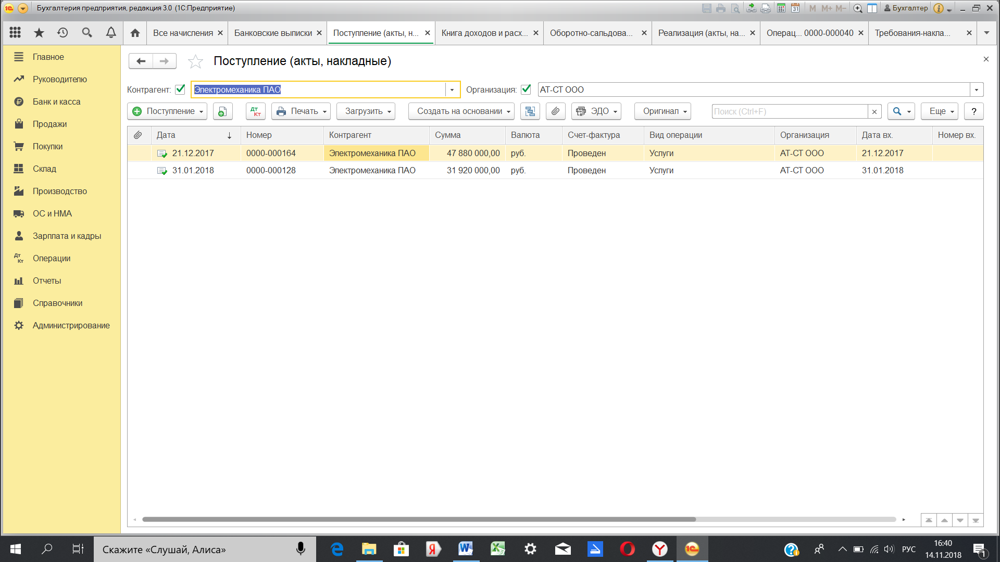 Бухгалтерия предприятия, редакция 3.0 (1С:Предприятие)
31 M M+ M- Бухгалтер
Все начисления
Банковские выписки
Поступление (акты, н...
Книга доходов и расх...
Оборотно-сальдова...
Реализация (акты, на...
Операц... 0000-000040
Требования-накла...
Главное
Руководителю
Банк и касса
Продажи
Покупки
Склад
Производство
ОС и НМА
Зарплата и кадры
Дт Кт Операции
Отчеты
Справочники
Администрирование
Поступление (акты, накладные)
Контрагент: Электромеханика ПАО Организация: АТ-СТ ООО
Поступление Дт Кт Печать Загрузить Создать на основании ЭДО Оригинал Поиск (Ctrl+F) Еще ?
Дата Номер Контрагент Сумма Валюта Счет-фактура Вид операции Организация Дата вх. Номер вх.
21.12.2017 0000-000164 Электромеханика ПАО 47 880 000,00 руб. Проведен Услуги АТ-СТ ООО 21.12.2017
31.01.2018 0000-000128 Электромеханика ПАО 31 920 000,00 руб. Проведен Услуги АТ-СТ ООО 31.01.2018
Скажите «Слушай, Алиса»
РУС
16:40
14.11.2018
1